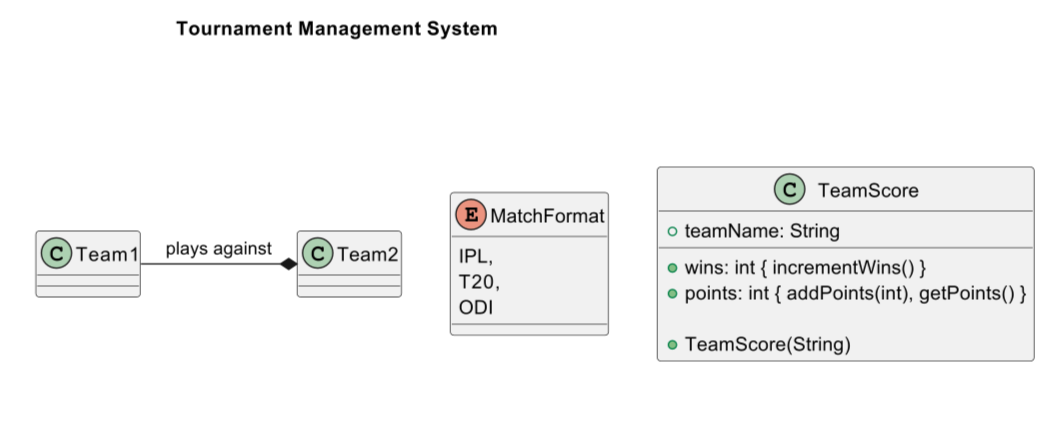 Tournament Management System
C Team1
plays against
C Team2
E MatchFormat
IPL,
T20,
ODI
C TeamScore
teamName: String
wins: int { incrementWins() }
points: int { addPoints(int), getPoints() }
TeamScore(String)